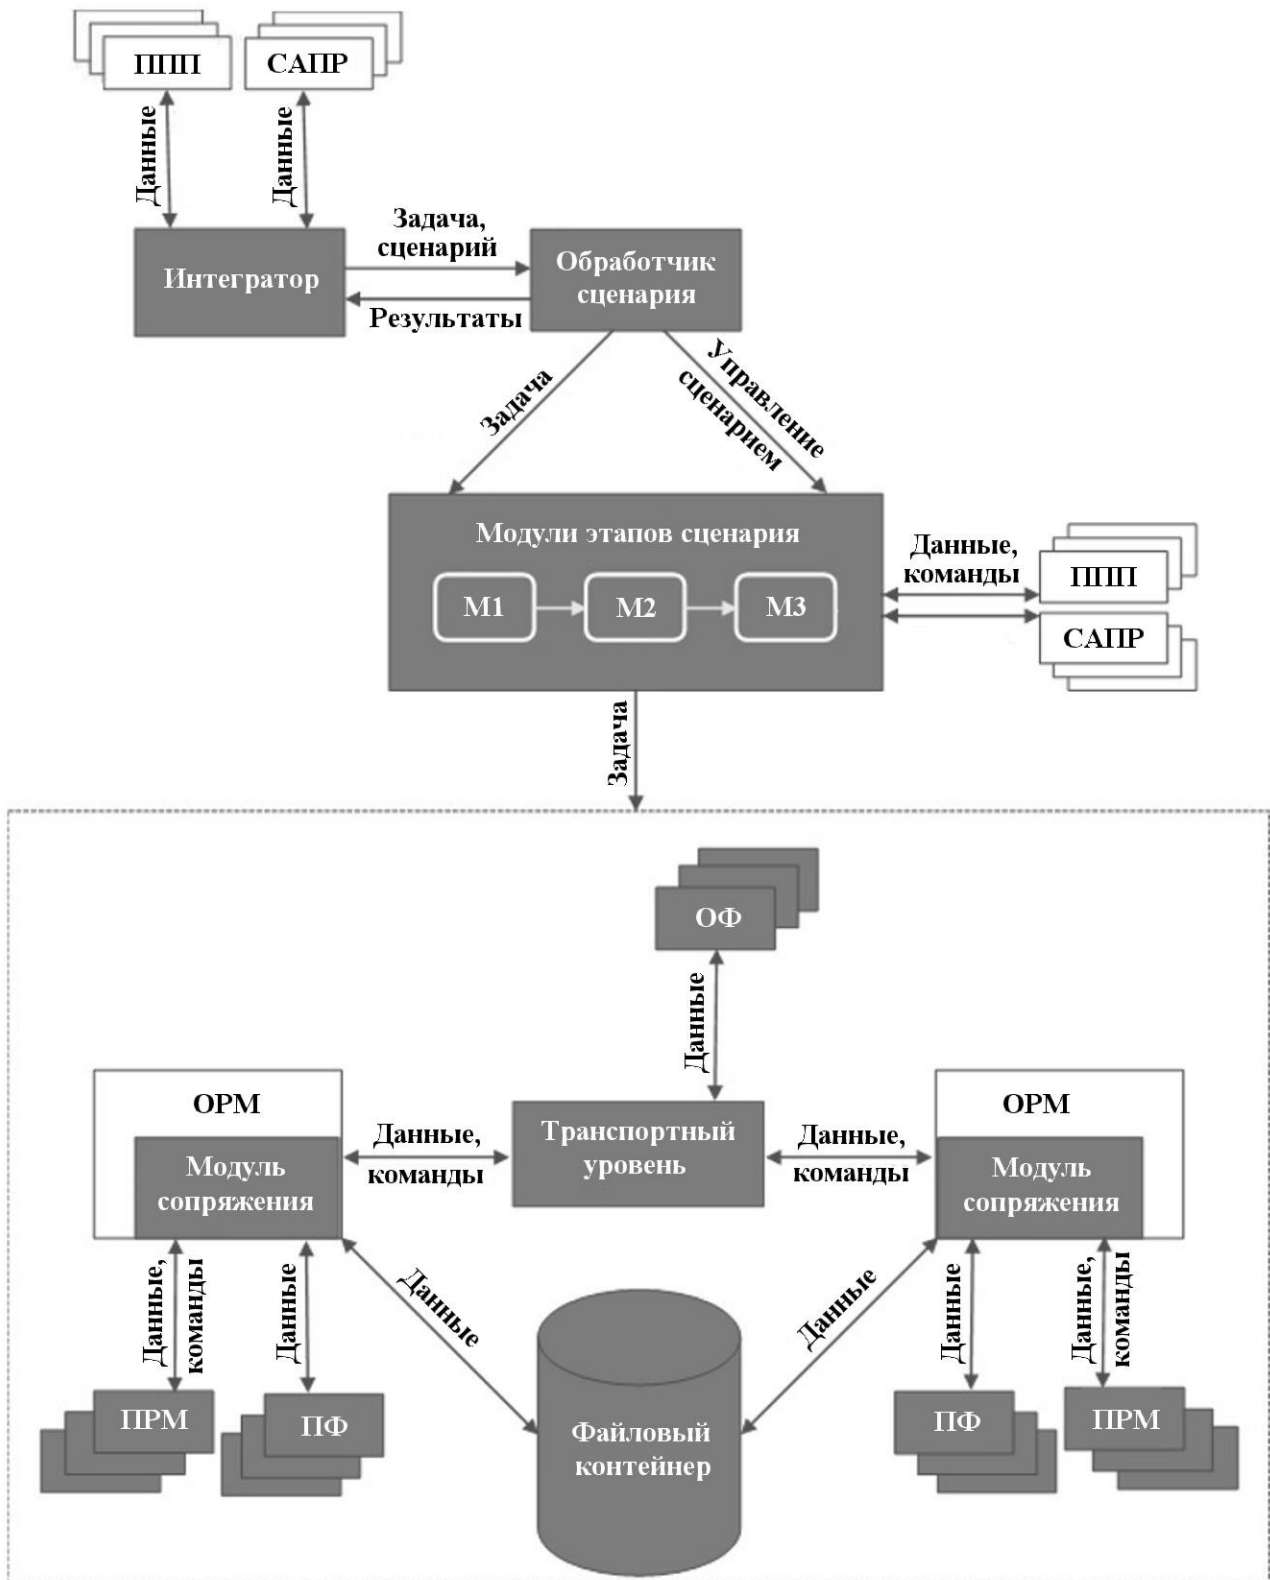 ППП
САПР
Данные
Данные
Задача,
сценарий
Интегратор
Обработчик
сценария
Результаты
Задача
Управление
сценарием
Модули этапов сценария
М1
М2
М3
Данные,
команды
ППП
САПР
Задача
ОФ
Данные
ОРМ
Модуль
сопряжения
Данные,
команды
Транспортный
уровень
Данные,
команды
ОРМ
Модуль
сопряжения
Данные,
команды
Данные
Данные
Данные
Данные
Данные,
команды
ПРМ
ПФ
Файловый
контейнер
ПФ
ПРМ